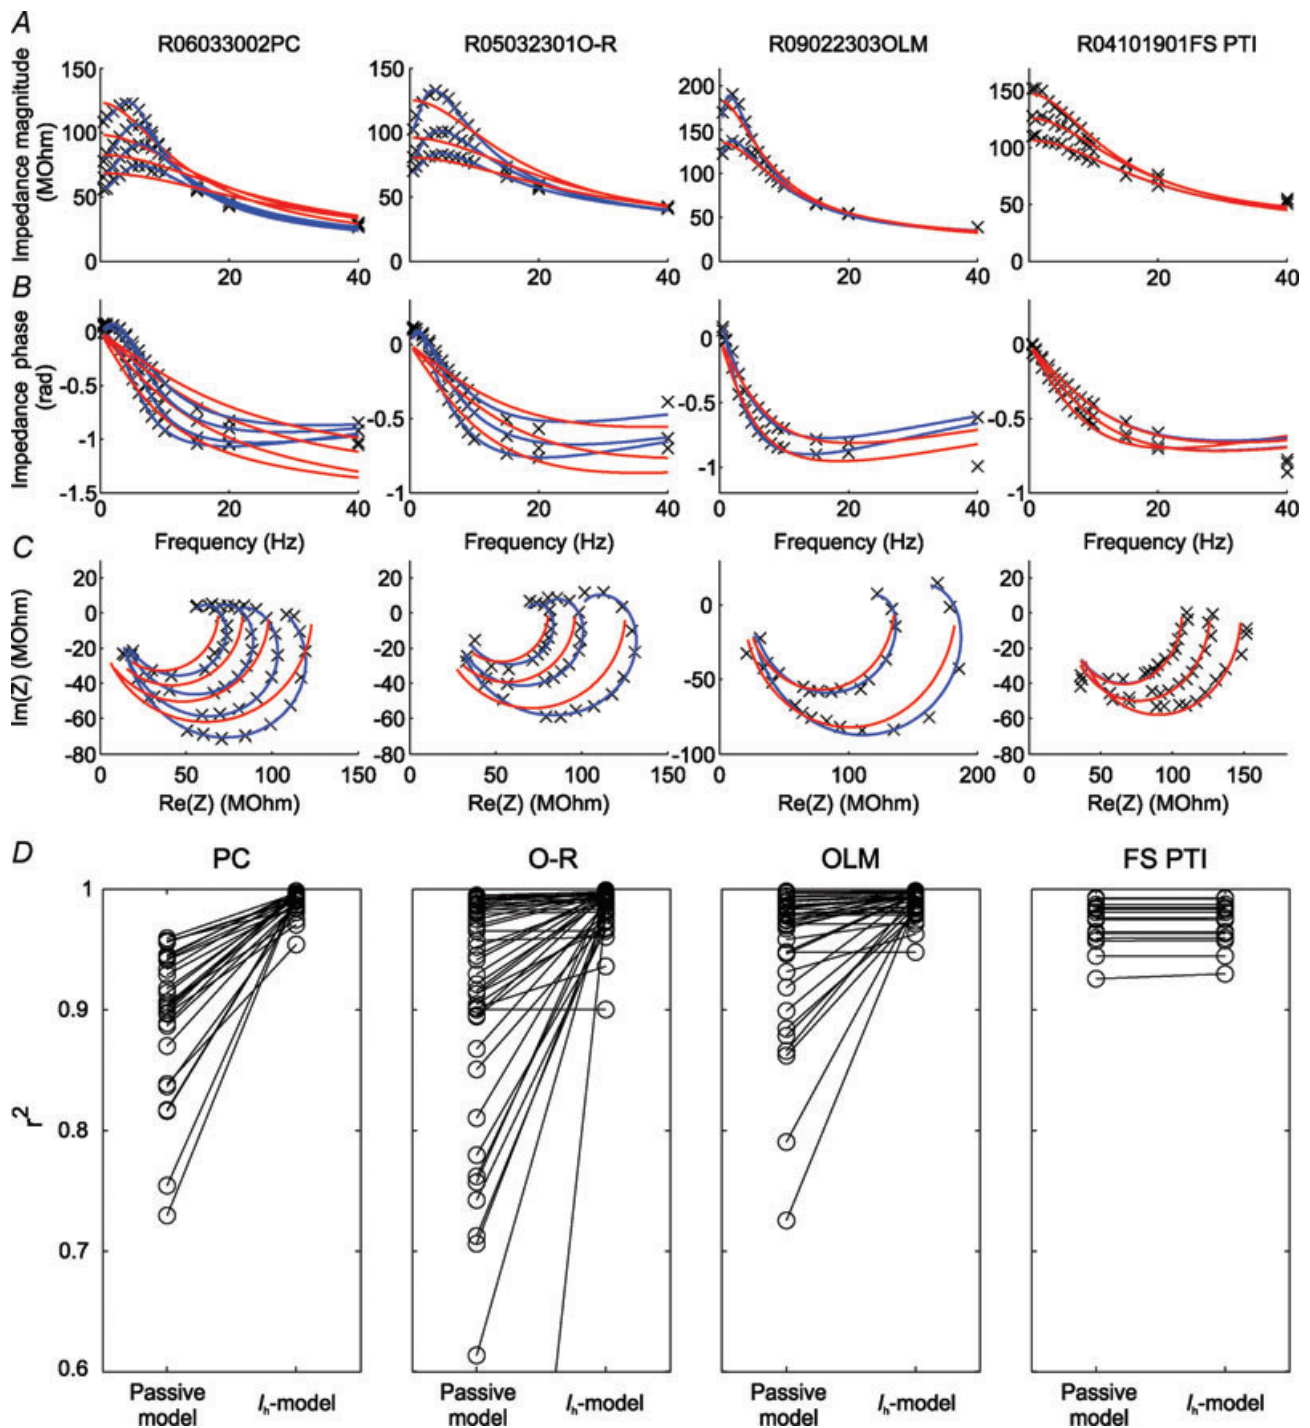 A
R06033002PC
R05032301O-R
R09022303OLM
R04101901FS PTI
Impedance magnitude
(MOhm)
150
100
50
0
0 20 40
150
100
50
0
0 20 40
200
150
100
50
0
0 20 40
150
100
50
0
0 20 40
B
Impedance phase
(rad)
0
-0.5
-1
-1.5
0 20 40
Frequency (Hz)
0
-0.5
-1
0 20 40
Frequency (Hz)
0
-0.5
-1
0 20 40
Frequency (Hz)
0
-0.5
-1
0 20 40
Frequency (Hz)
C
Im(Z) (MOhm)
20
0
-20
-40
-60
-80
0 50 100 150
Re(Z) (MOhm)
20
0
-20
-40
-60
-80
0 50 100 150
Re(Z) (MOhm)
0
-50
-100
0 100 200
Re(Z) (MOhm)
20
0
-20
-40
-60
-80
0 50 100 150
Re(Z) (MOhm)
D
PC
O-R
OLM
FS PTI
r2
1
0.9
0.8
0.7
0.6
Passive
model
Ih-model
Passive
model
Ih-model
Passive
model
Ih-model
Passive
model
Ih-model